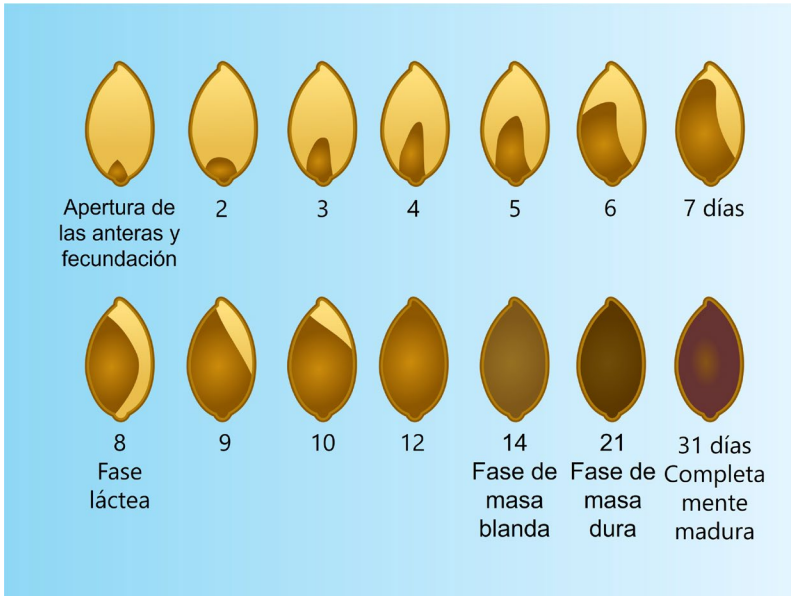 Apertura de
las anteras y
fecundación
2
3
4
5
6
7 días
8
Fase
láctea
9
10
12
14
Fase de
masa
blanda
21
Fase de
masa
dura
31 días
Completa
mente
madura